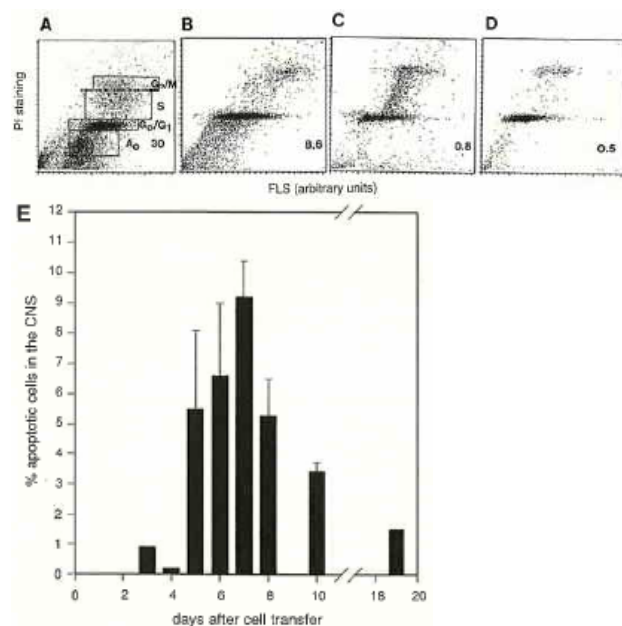 A B C D
PI staining
G2/M
S
G0/G1
A0 30
8.6
0.8
0.5
FLS (arbitrary units)
E
12
11
10
9
8
7
6
5
4
3
2
1
0
% apoptotic cells in the CNS
0 2 4 6 8 10 18 20
days after cell transfer